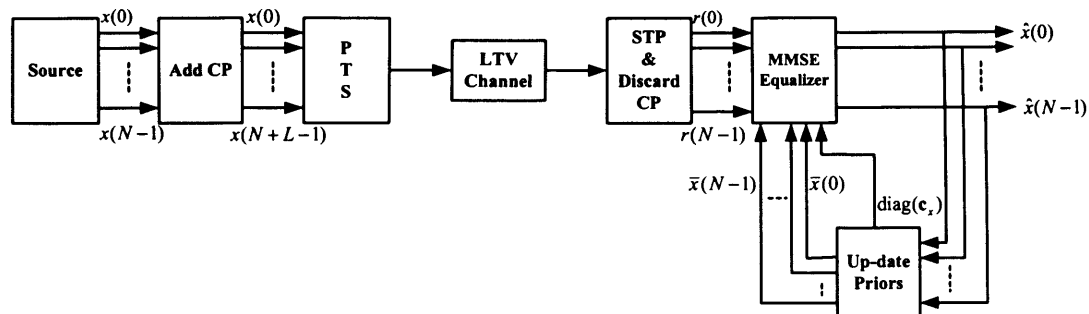 x(0)
x(0)
r(0)
Source
Add CP
P
T
S
LTV
Channel
STP
&
Discard
CP
MMSE
Equalizer
x̂(0)
x̂(N−1)
x(N−1)
x(N+L−1)
r(N−1)
x̄(N−1)
x̄(0)
diag(𝐜ₓ)
Up-date
Priors